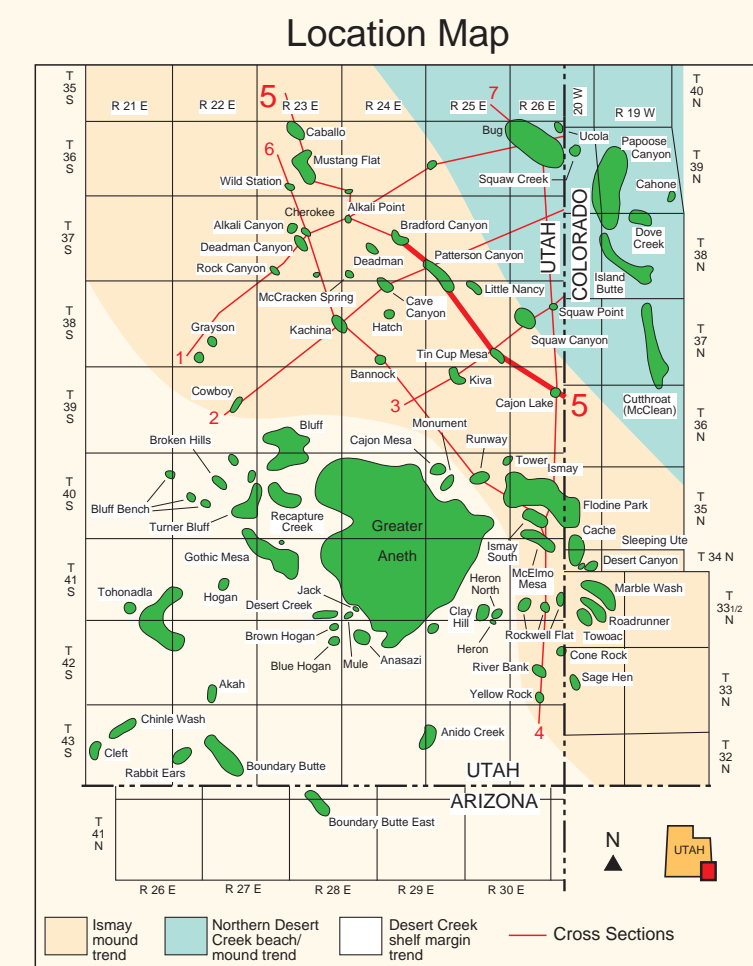 Location Map
T
35
S
R 21 E
R 22 E
5
R 23 E
R 24 E
R 25 E
7
R 26 E
20 W
R 19 W
T
40
N
T
36
S
6
Caballo
Mustang Flat
Wild Station
Bug
Ucola
Squaw Creek
Papoose
Canyon
Cahone
T
39
N
T
37
S
Cherokee
Alkali Point
Alkali Canyon
Deadman Canyon
Rock Canyon
Bradford Canyon
Deadman
Patterson Canyon
UTAH
COLORADO
Dove
Creek
Island
Butte
T
38
N
T
38
S
McCracken Spring
Cave
Canyon
Little Nancy
Squaw Point
Squaw Canyon
Grayson
Kachina
Hatch
Tin Cup Mesa
1
T
37
N
T
39
S
Cowboy
2
Bannock
Kiva
3
Cajon Lake
5
Cutthroat
(McClean)
T
36
N
Bluff
Monument
Broken Hills
Cajon Mesa
Runway
Tower
Ismay
T
40
S
Bluff Bench
Turner Bluff
Recapture
Creek
Greater
Aneth
Flodine Park
Cache
T
35
N
Sleeping Ute
Desert Canyon
T 34 N
Gothic Mesa
Ismay
South
McElmo
Mesa
T
41
S
Tohonadla
Hogan
Jack
Desert Creek
Brown Hogan
Blue Hogan
Mule
Anasazi
Clay
Hill
Heron
North
Heron
Rockwell Flat
Marble Wash
Roadrunner
Towoac
T
33 1/2
N
T
42
S
Akah
River Bank
Yellow Rock
4
Cone Rock
Sage Hen
T
33
N
T
43
S
Chinle Wash
Cleft
Rabbit Ears
Boundary Butte
Anido Creek
T
32
N
UTAH
ARIZONA
T
41
N
Boundary Butte East
N
UTAH
R 26 E
R 27 E
R 28 E
R 29 E
R 30 E
Ismay
mound
trend
Northern Desert
Creek beach/
mound trend
Desert Creek
shelf margin
trend
Cross Sections